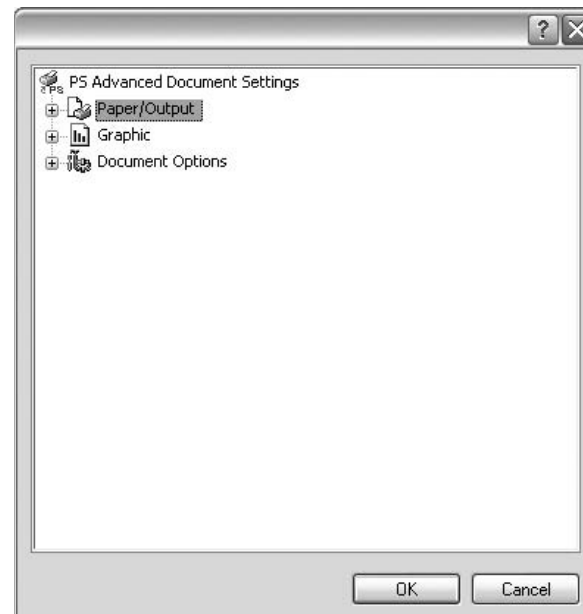 ?
PS Advanced Document Settings
Paper/Output
Graphic
Document Options
OK
Cancel